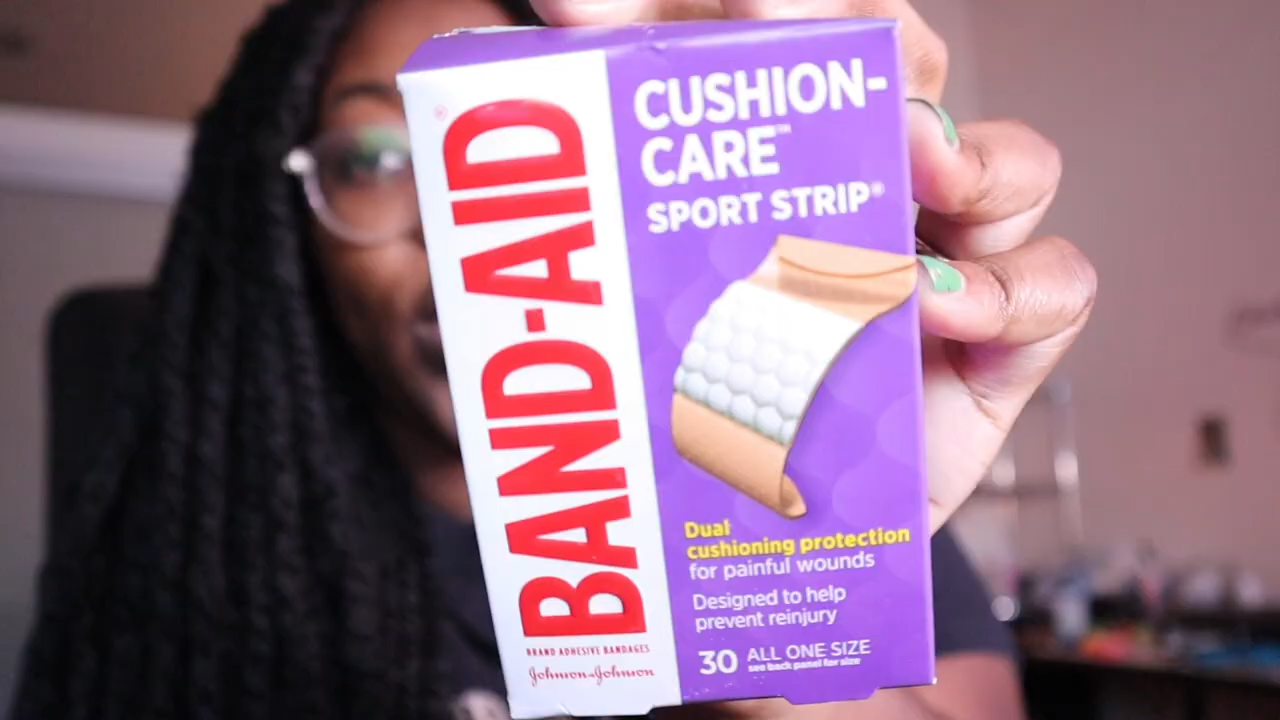 BAND-AID®
BRAND ADHESIVE BANDAGES
Johnson & Johnson
CUSHION-
CARE™
SPORT STRIP®
Dual
cushioning protection
for painful wounds
Designed to help
prevent reinjury
30 ALL ONE SIZE
see back panel for size